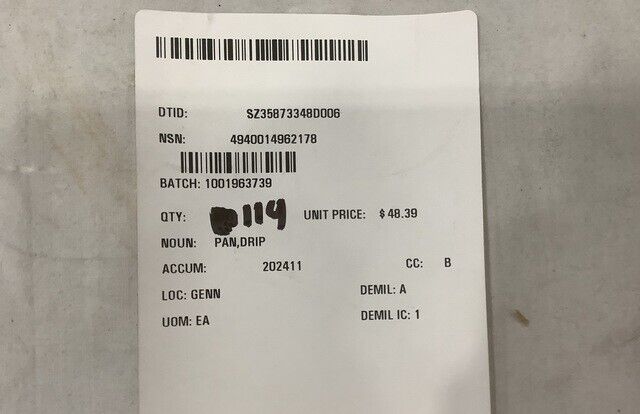 DTID: SZ35873348D006
NSN: 4940014962178
BATCH: 1001963739
QTY: 114 UNIT PRICE: $48.39
NOUN: PAN,DRIP
ACCUM: 202411 CC: B
LOC: GENN DEMIL: A
UOM: EA DEMIL IC: 1